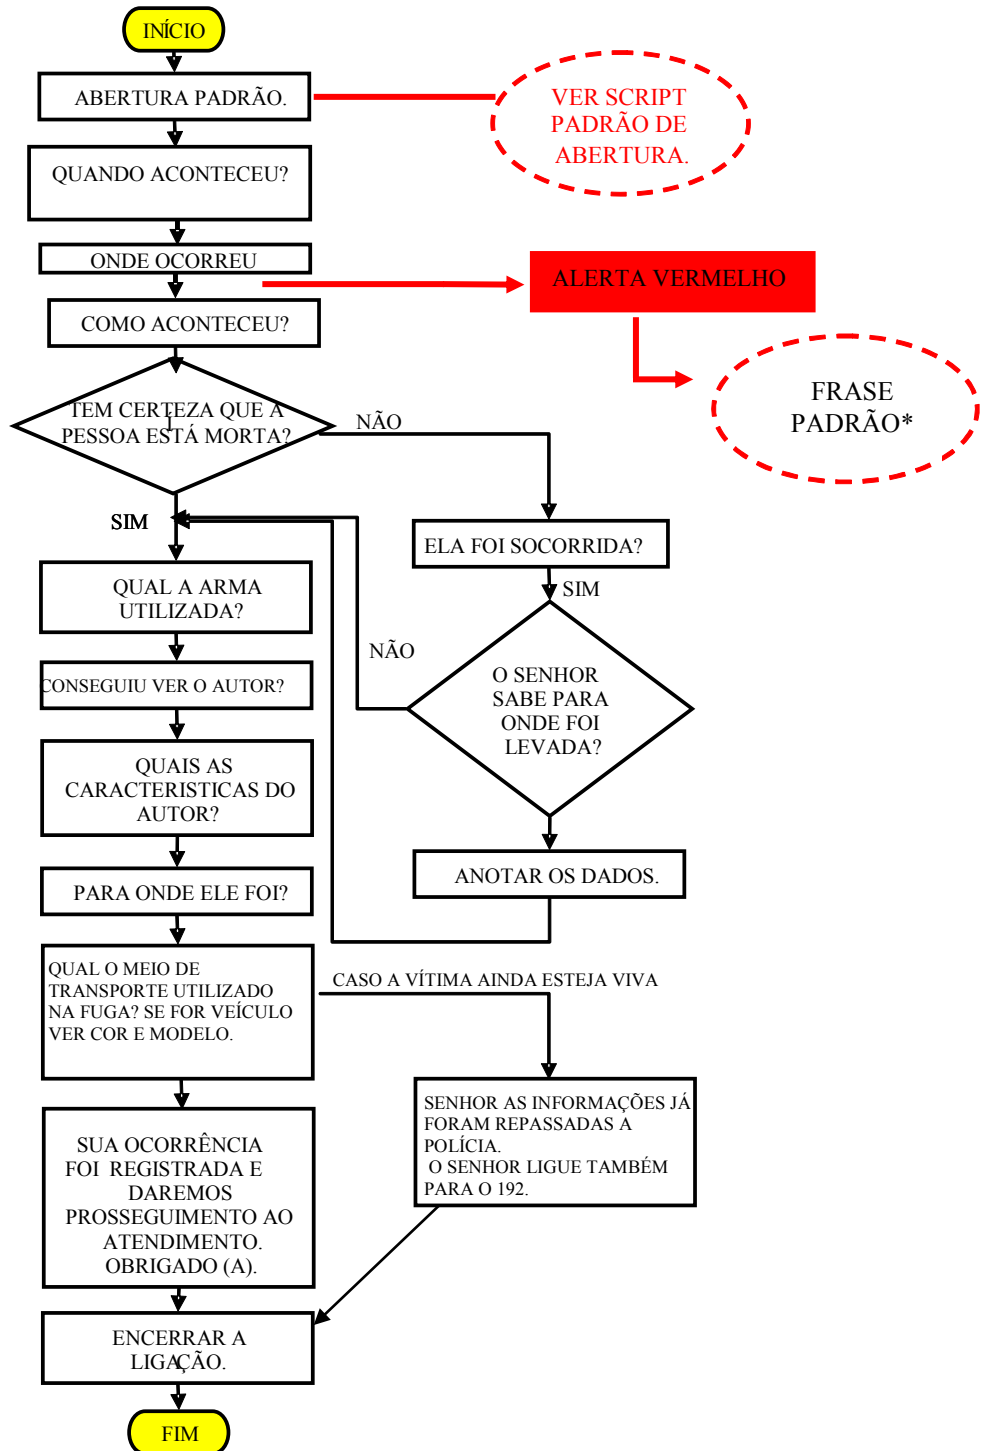 INÍCIO
ABERTURA PADRÃO.
VER SCRIPT
PADRÃO DE
ABERTURA.
QUANDO ACONTECEU?
ONDE OCORREU
ALERTA VERMELHO
COMO ACONTECEU?
FRASE
PADRÃO*
TEM CERTEZA QUE A
Í
PESSOA ESTÁ MORTA?
NÃO
SIM
ELA FOI SOCORRIDA?
SIM
QUAL A ARMA
UTILIZADA?
NÃO
O SENHOR
SABE PARA
ONDE FOI
LEVADA?
CONSEGUIU VER O AUTOR?
QUAIS AS
CARACTERISTICAS DO
AUTOR?
ANOTAR OS DADOS.
PARA ONDE ELE FOI?
QUAL O MEIO DE
TRANSPORTE UTILIZADO
NA FUGA? SE FOR VEÍCULO
VER COR E MODELO.
CASO A VÍTIMA AINDA ESTEJA VIVA
SENHOR AS INFORMAÇÕES JÁ
FORAM REPASSADAS A
POLÍCIA.
O SENHOR LIGUE TAMBÉM
PARA O 192.
SUA OCORRÊNCIA
FOI REGISTRADA E
DAREMOS
PROSSEGUIMENTO AO
ATENDIMENTO.
OBRIGADO (A).
ENCERRAR A
LIGAÇÃO.
FIM